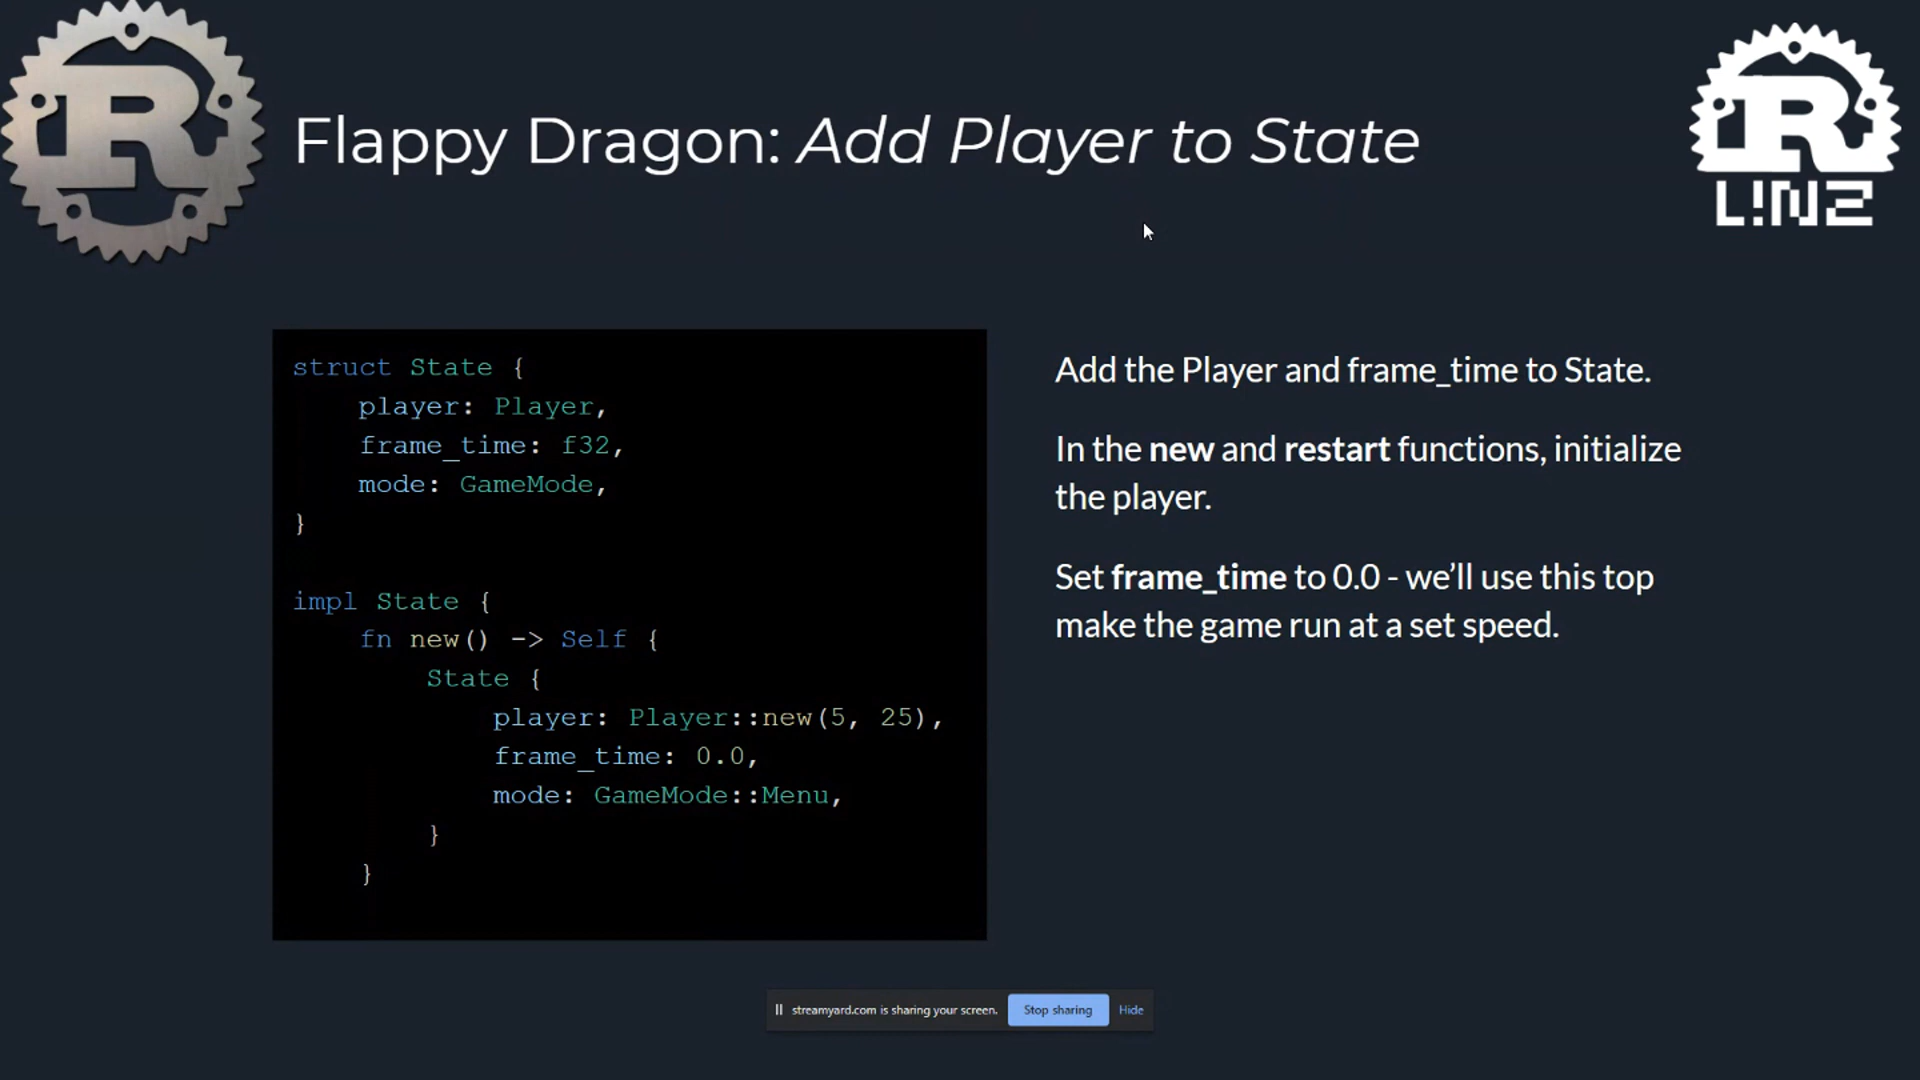 Flappy Dragon: Add Player to State
R
R
L!NZ
struct State {
    player: Player,
    frame_time: f32,
    mode: GameMode,
}
impl State {
    fn new() -> Self {
        State {
            player: Player::new(5, 25),
            frame_time: 0.0,
            mode: GameMode::Menu,
        }
    }
Add the Player and frame_time to State.
In the new and restart functions, initialize
the player.
Set frame_time to 0.0 - we’ll use this top
make the game run at a set speed.
streamyard.com is sharing your screen. Stop sharing Hide